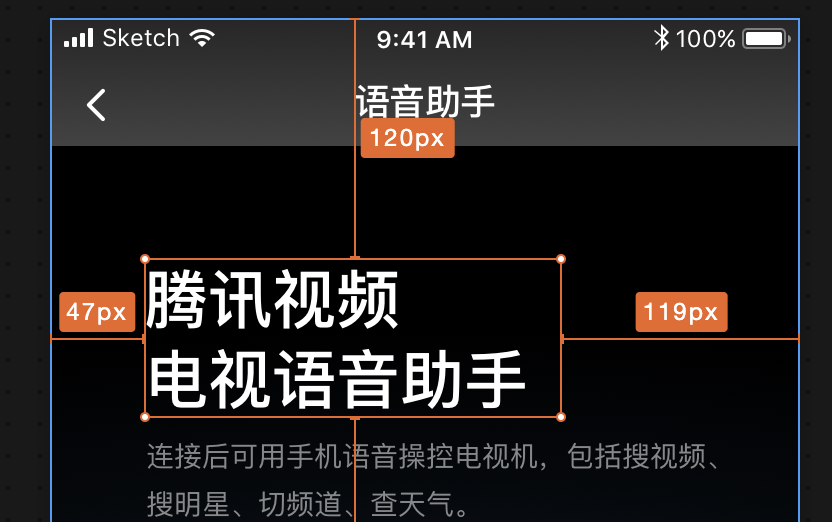 Sketch 9:41 AM 100%
语音助手
120px
47px
119px
腾讯视频
电视语音助手
连接后可用手机语音操控电视机，包括搜视频、
搜明星、切频道、查天气。